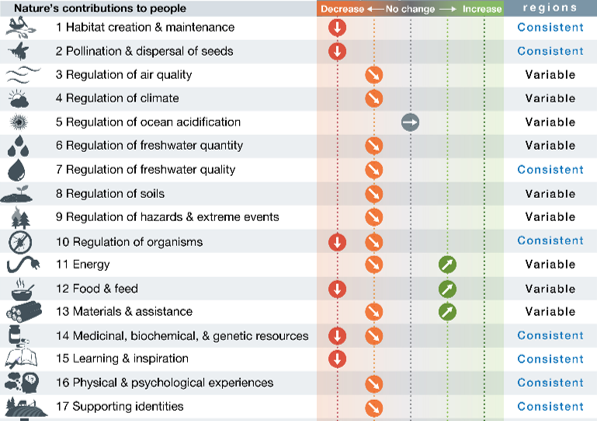 Nature's contributions to people Decrease No change Increase regions
1 Habitat creation & maintenance Consistent
2 Pollination & dispersal of seeds Consistent
3 Regulation of air quality Variable
4 Regulation of climate Variable
5 Regulation of ocean acidification Variable
6 Regulation of freshwater quantity Variable
7 Regulation of freshwater quality Consistent
8 Regulation of soils Variable
9 Regulation of hazards & extreme events Variable
10 Regulation of organisms Consistent
11 Energy Variable
12 Food & feed Variable
13 Materials & assistance Variable
14 Medicinal, biochemical, & genetic resources Consistent
15 Learning & inspiration Consistent
16 Physical & psychological experiences Consistent
17 Supporting identities Consistent